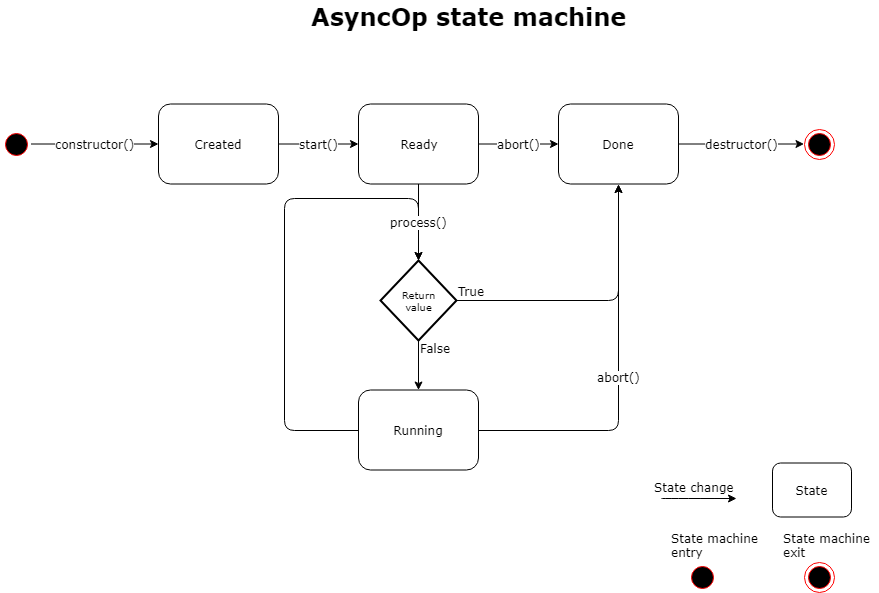 AsyncOp state machine
constructor()
Created
start()
Ready
abort()
Done
destructor()
process()
Return
value
True
False
abort()
Running
State change
State
State machine
entry
State machine
exit